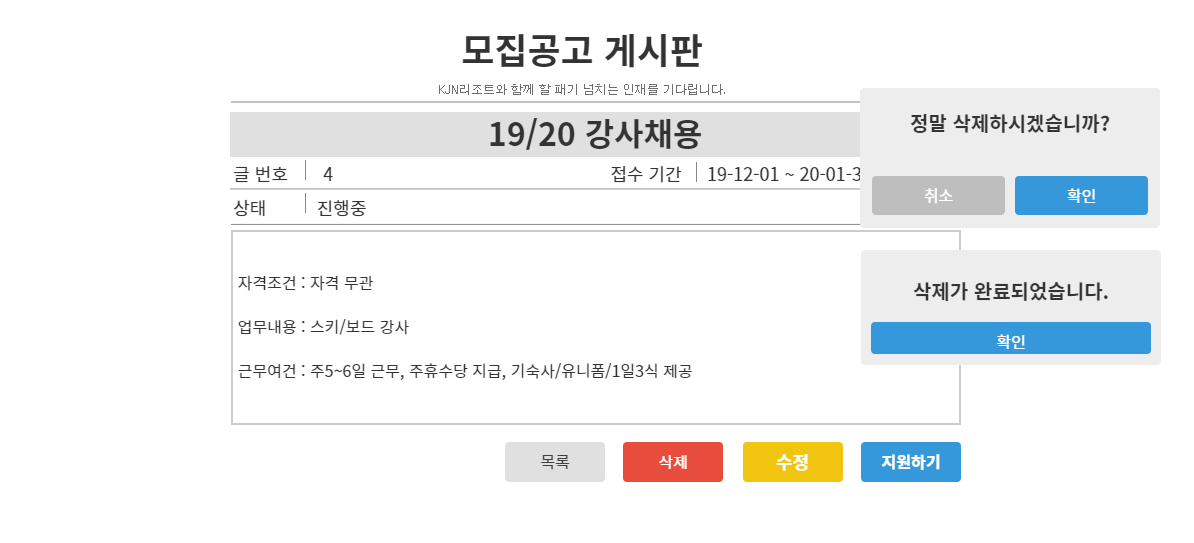 모집공고 게시판
KJN리조트와 함께 할 패기 넘치는 인재를 기다립니다.
19/20 강사채용
글 번호 4 접수 기간 19-12-01 ~ 20-01-3
상태 진행중
자격조건 : 자격 무관
업무내용 : 스키/보드 강사
근무여건 : 주5~6일 근무, 주휴수당 지급, 기숙사/유니폼/1일3식 제공
목록 삭제 수정 지원하기
정말 삭제하시겠습니까?
취소 확인
삭제가 완료되었습니다.
확인